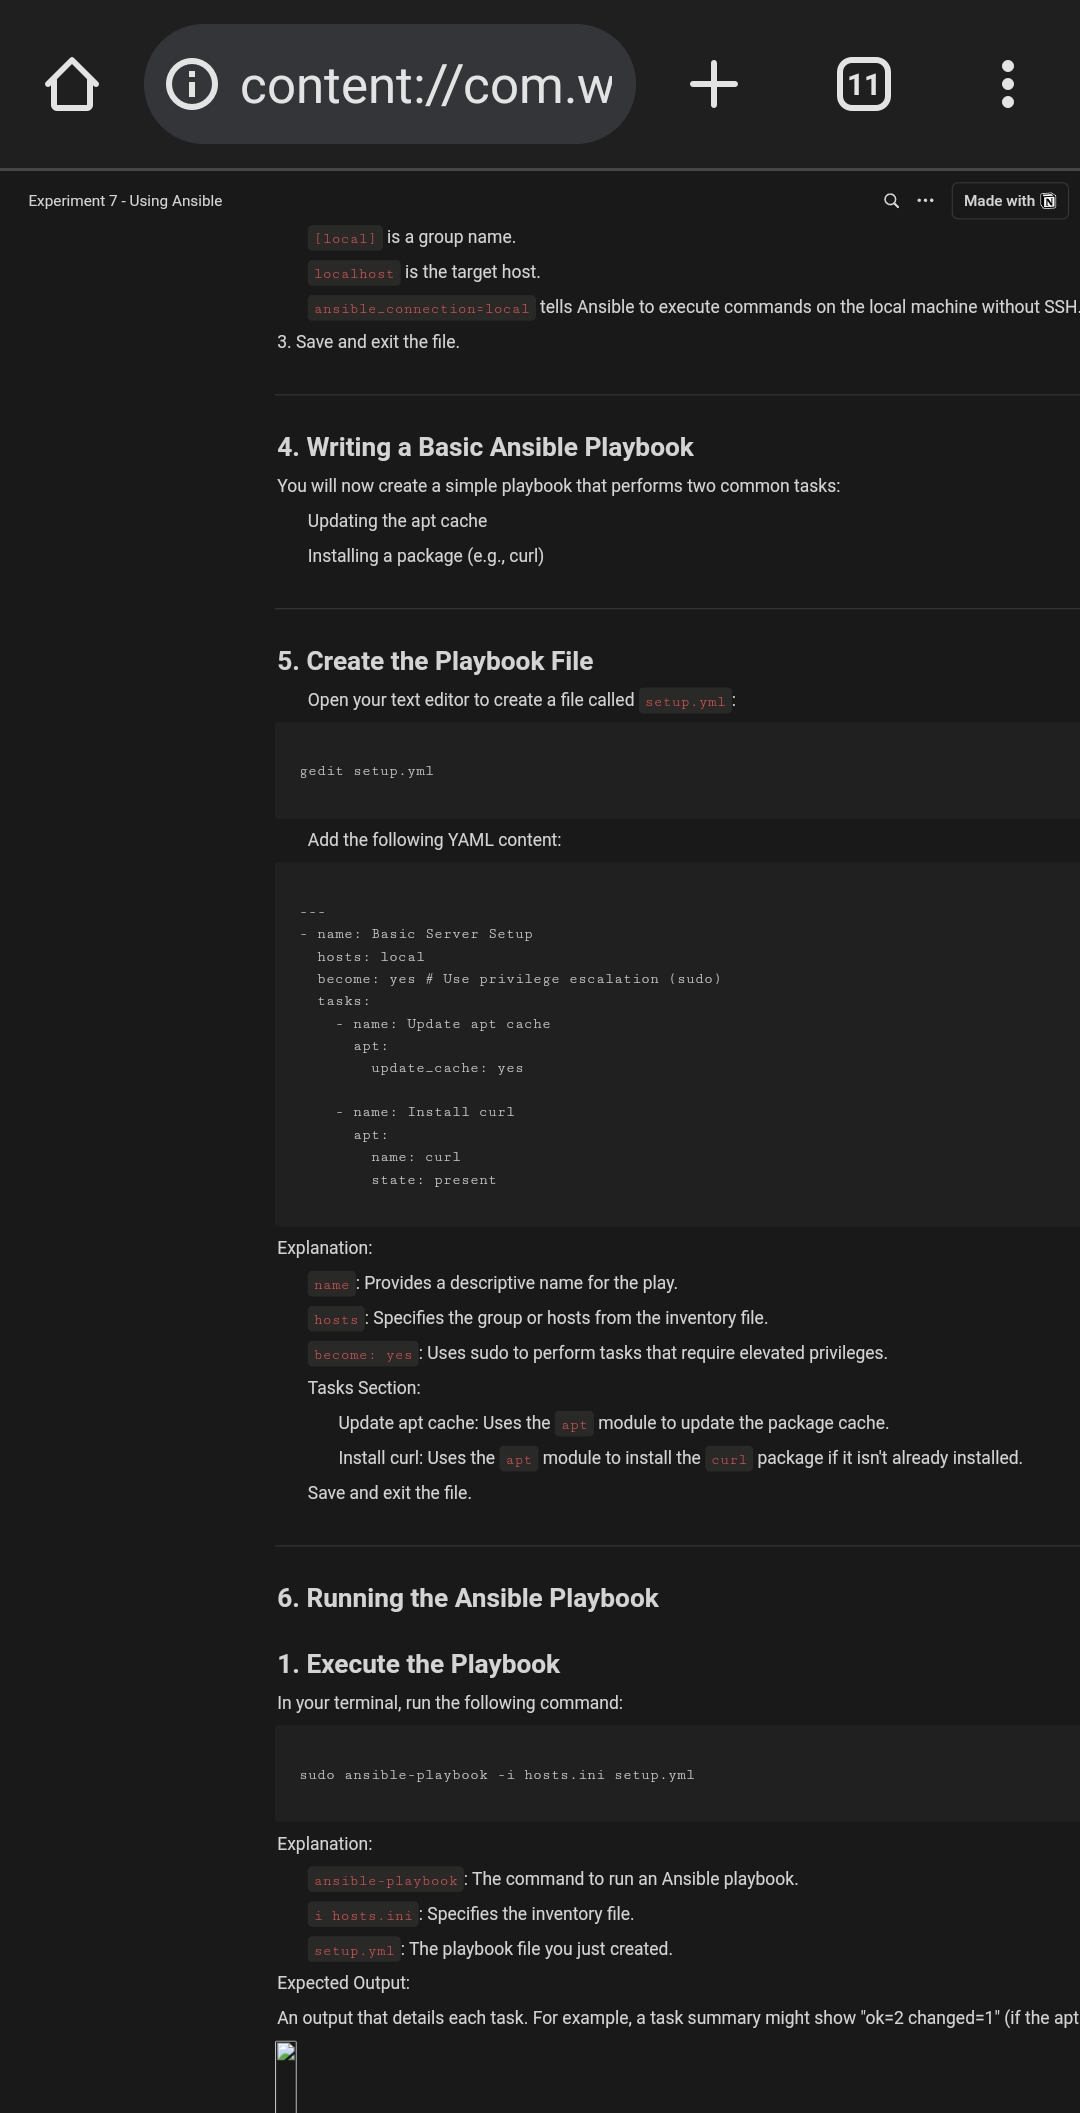 content://com.w
11
Experiment 7 - Using Ansible
Made with
[local] is a group name.
localhost is the target host.
ansible_connection=local tells Ansible to execute commands on the local machine without SSH.
3. Save and exit the file.
4. Writing a Basic Ansible Playbook
You will now create a simple playbook that performs two common tasks:
Updating the apt cache
Installing a package (e.g., curl)
5. Create the Playbook File
Open your text editor to create a file called setup.yml:
gedit setup.yml
Add the following YAML content:
---
- name: Basic Server Setup
  hosts: local
  become: yes # Use privilege escalation (sudo)
  tasks:
    - name: Update apt cache
      apt:
        update_cache: yes
    - name: Install curl
      apt:
        name: curl
        state: present
Explanation:
name: Provides a descriptive name for the play.
hosts: Specifies the group or hosts from the inventory file.
become: yes: Uses sudo to perform tasks that require elevated privileges.
Tasks Section:
Update apt cache: Uses the apt module to update the package cache.
Install curl: Uses the apt module to install the curl package if it isn't already installed.
Save and exit the file.
6. Running the Ansible Playbook
1. Execute the Playbook
In your terminal, run the following command:
sudo ansible-playbook -i hosts.ini setup.yml
Explanation:
ansible-playbook: The command to run an Ansible playbook.
i hosts.ini: Specifies the inventory file.
setup.yml: The playbook file you just created.
Expected Output:
An output that details each task. For example, a task summary might show "ok=2 changed=1" (if the apt